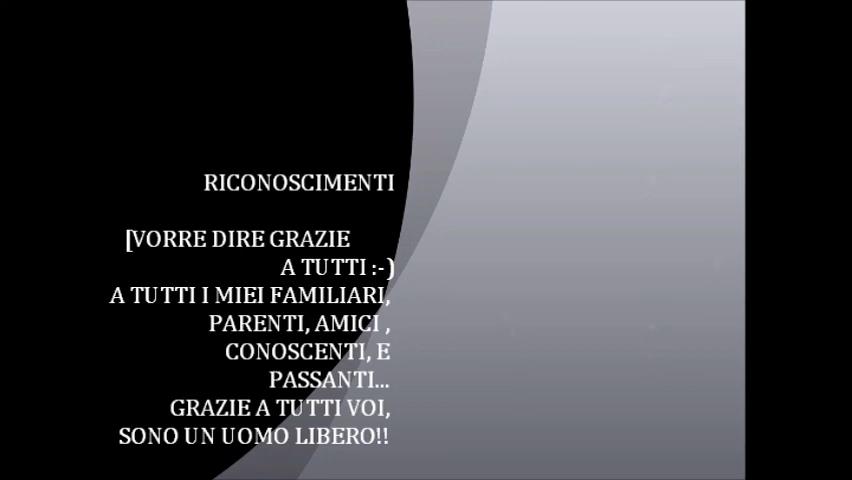 RICONOSCIMENTI
[VORRE DIRE GRAZIE
A TUTTI :-)
A TUTTI I MIEI FAMILIARI,
PARENTI, AMICI ,
CONOSCENTI, E
PASSANTI...
GRAZIE A TUTTI VOI,
SONO UN UOMO LIBERO!!